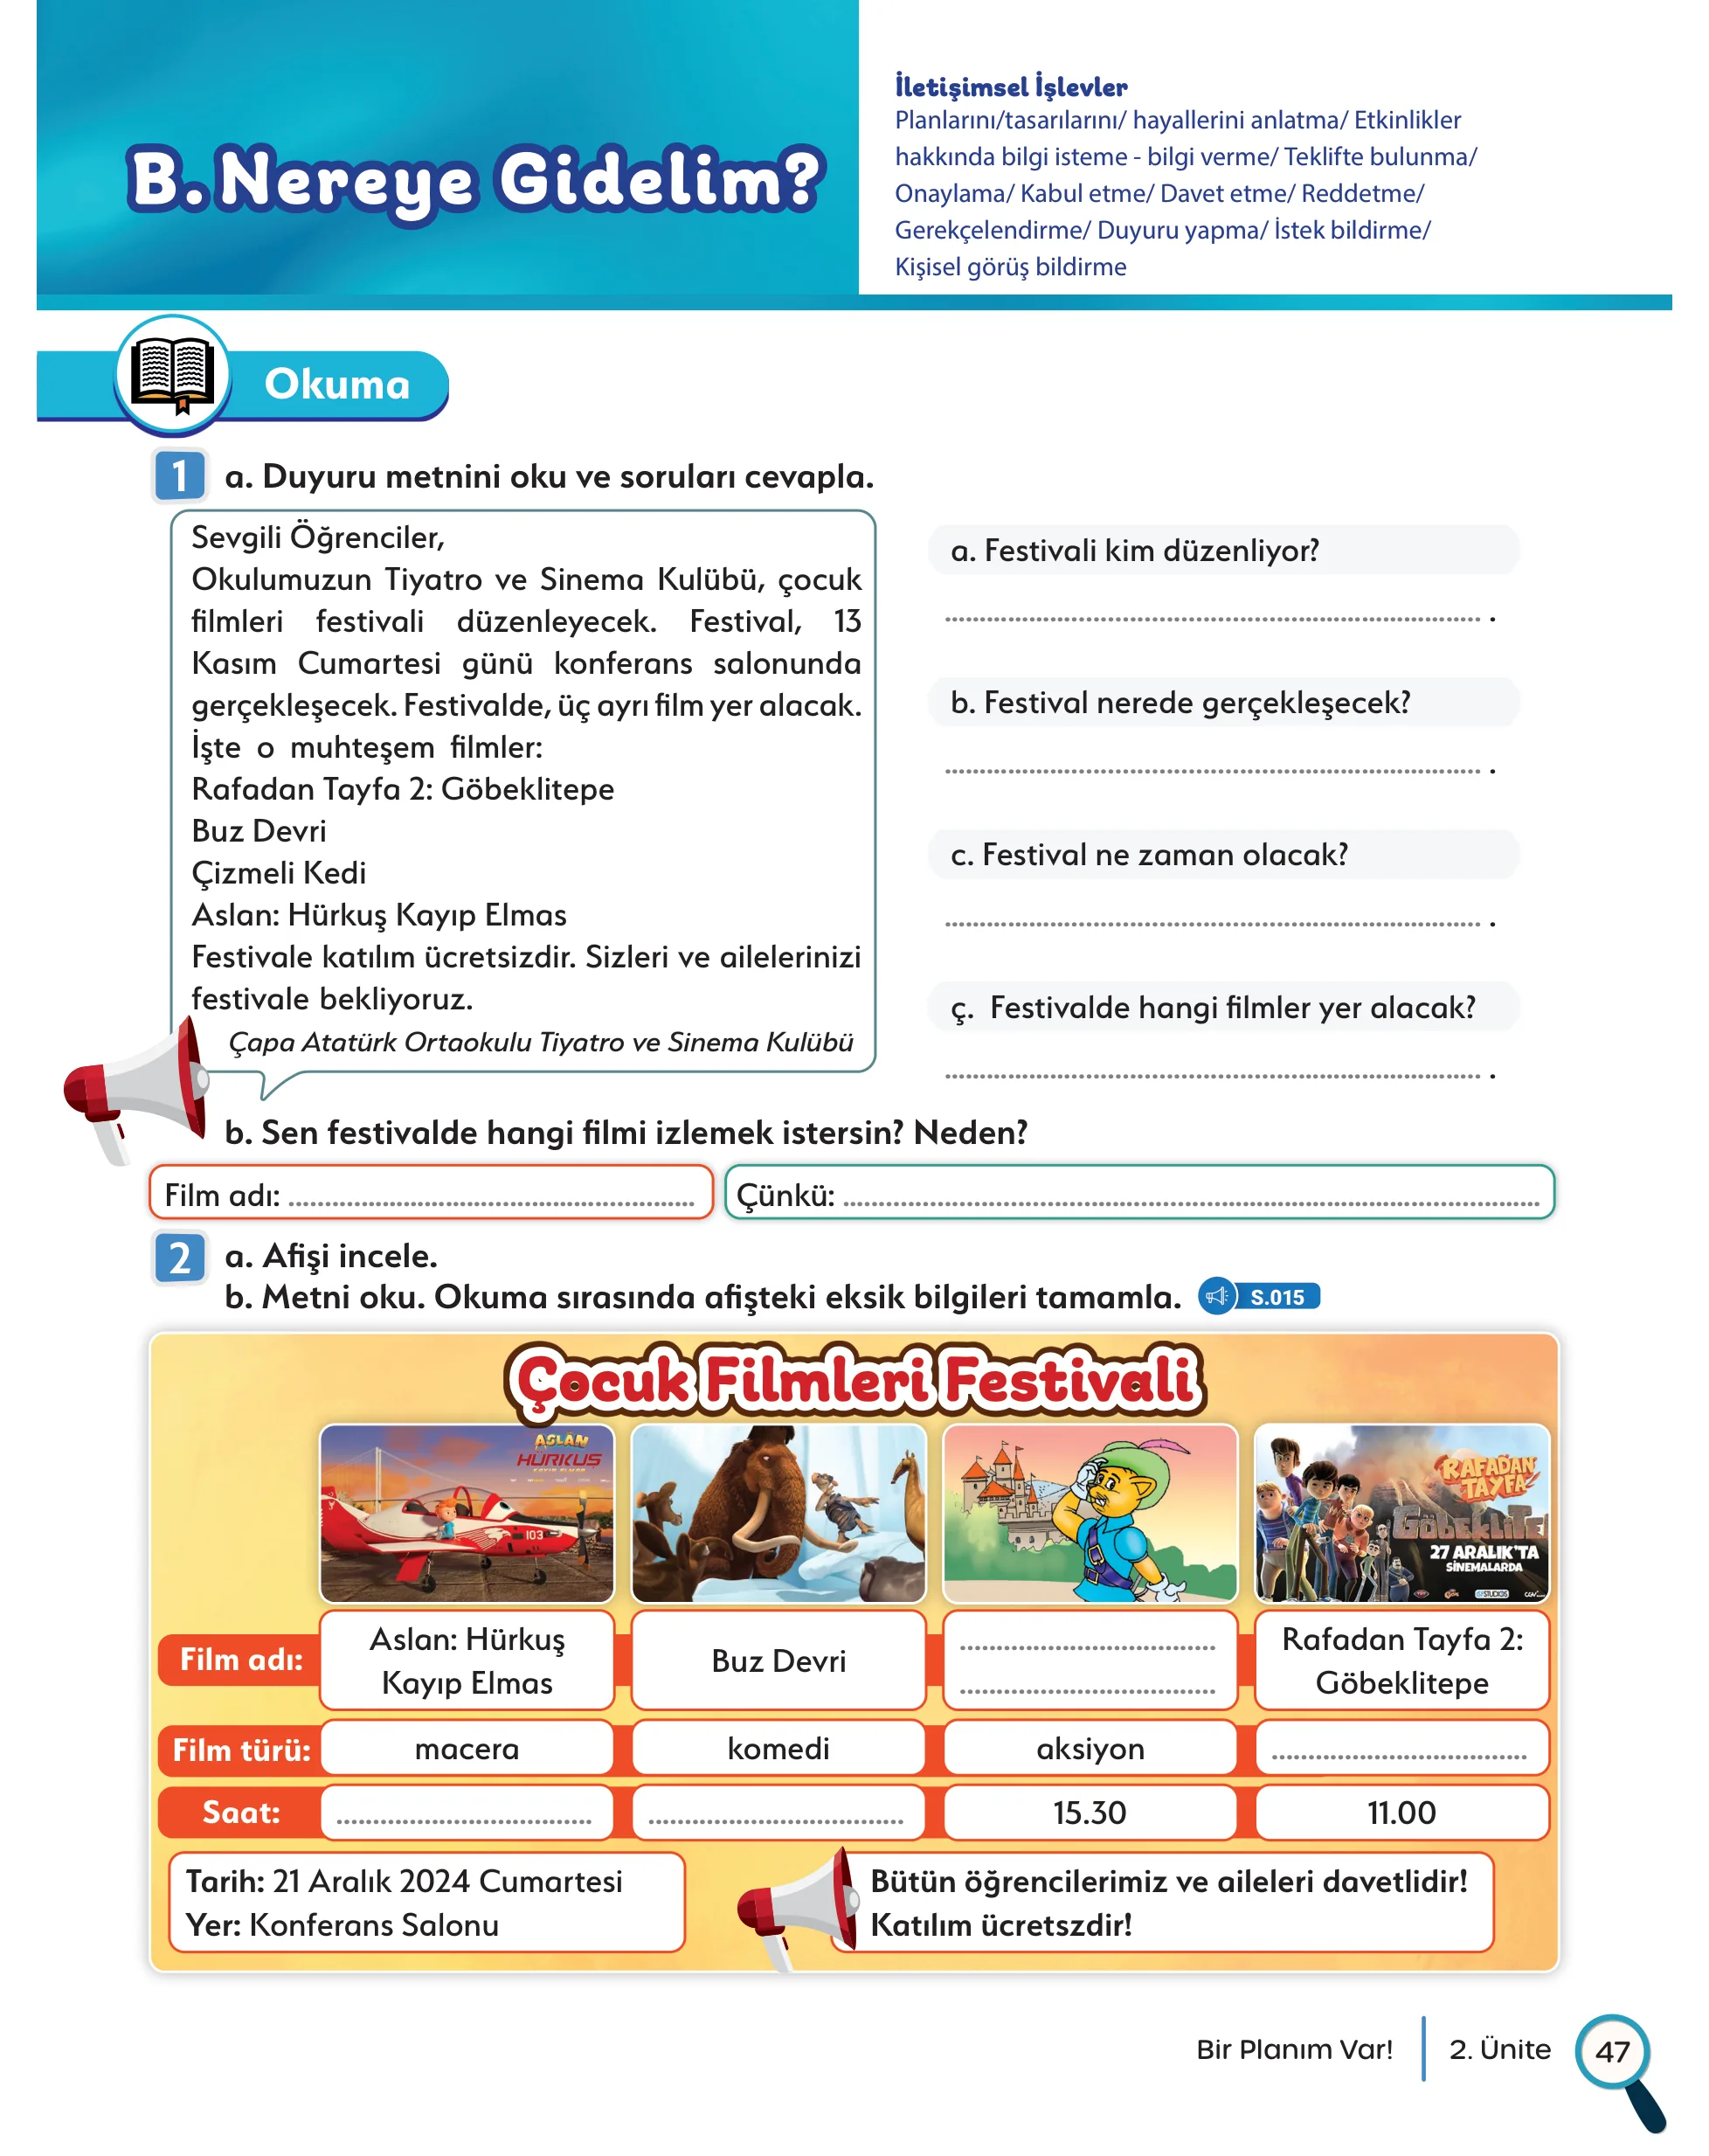 B. Nereye Gidelim?
İletişimsel İşlevler
Planlarını/tasarılarını/ hayallerini anlatma/ Etkinlikler
hakkında bilgi isteme - bilgi verme/ Teklifte bulunma/
Onaylama/ Kabul etme/ Davet etme/ Reddetme/
Gerekçelendirme/ Duyuru yapma/ İstek bildirme/
Kişisel görüş bildirme
Okuma
1 a. Duyuru metnini oku ve soruları cevapla.
Sevgili Öğrenciler,
Okulumuzun Tiyatro ve Sinema Kulübü, çocuk
filmleri festivali düzenleyecek. Festival, 13
Kasım Cumartesi günü konferans salonunda
gerçekleşecek. Festivalde, üç ayrı film yer alacak.
İşte o muhteşem filmler:
Rafadan Tayfa 2: Göbeklitepe
Buz Devri
Çizmeli Kedi
Aslan: Hürkuş Kayıp Elmas
Festivale katılım ücretsizdir. Sizleri ve ailelerinizi
festivale bekliyoruz.
Çapa Atatürk Ortaokulu Tiyatro ve Sinema Kulübü
a. Festivali kim düzenliyor?
b. Festival nerede gerçekleşecek?
c. Festival ne zaman olacak?
ç. Festivalde hangi filmler yer alacak?
b. Sen festivalde hangi filmi izlemek istersin? Neden?
Film adı:
Çünkü:
2 a. Afişi incele.
b. Metni oku. Okuma sırasında afişteki eksik bilgileri tamamla. S.015
Çocuk Filmleri Festivali
ASLAN
HÜRKUŞ
KAYIP ELMAS
103
RAFADAN
TAYFA
GÖBEKLİTE
27 ARALIK'TA
SİNEMALARDA
Film adı: Aslan: Hürkuş Kayıp Elmas Buz Devri Rafadan Tayfa 2: Göbeklitepe
Film türü: macera komedi aksiyon
Saat: 15.30 11.00
Tarih: 21 Aralık 2024 Cumartesi
Yer: Konferans Salonu
Bütün öğrencilerimiz ve aileleri davetlidir!
Katılım ücretszdir!
Bir Planım Var! 2. Ünite 47